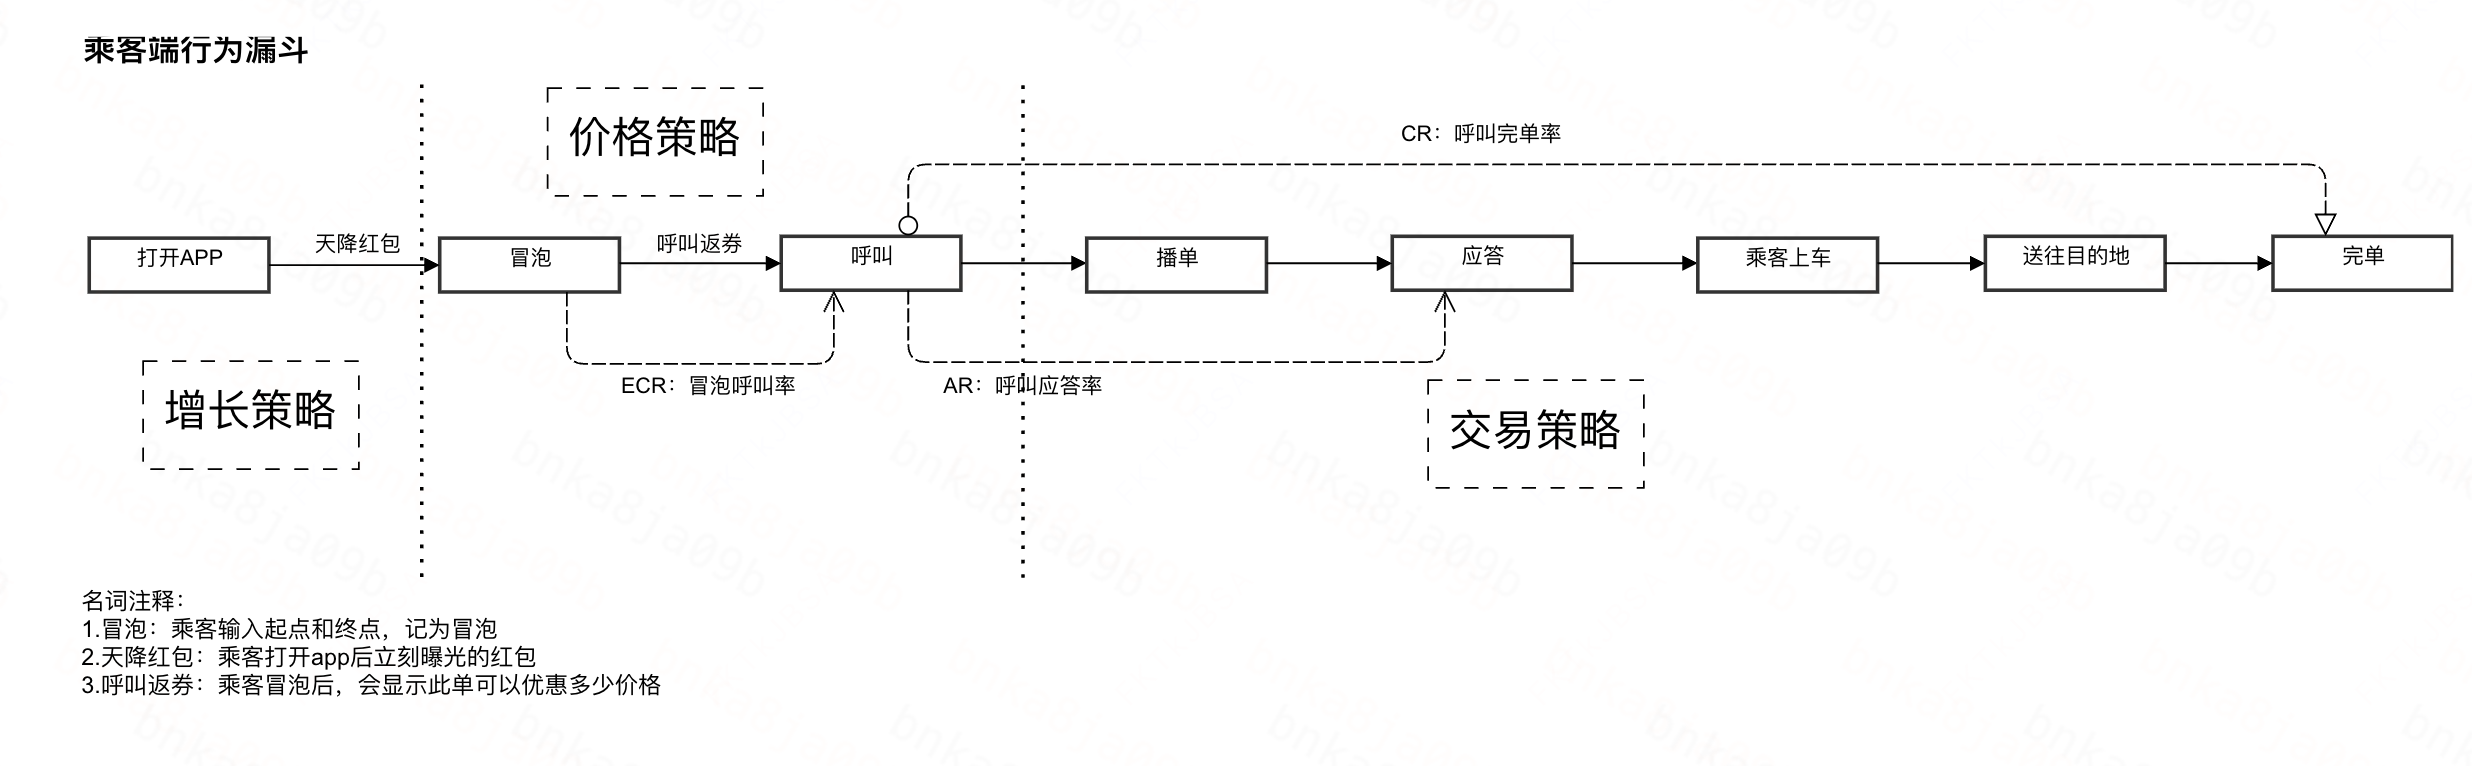 乘客端行为漏斗
价格策略
CR：呼叫完单率
打开APP
天降红包
冒泡
呼叫返券
呼叫
播单
应答
乘客上车
送往目的地
完单
ECR：冒泡呼叫率
AR：呼叫应答率
增长策略
交易策略
名词注释：
1.冒泡：乘客输入起点和终点，记为冒泡
2.天降红包：乘客打开app后立刻曝光的红包
3.呼叫返券：乘客冒泡后，会显示此单可以优惠多少价格
bnka8ja09b